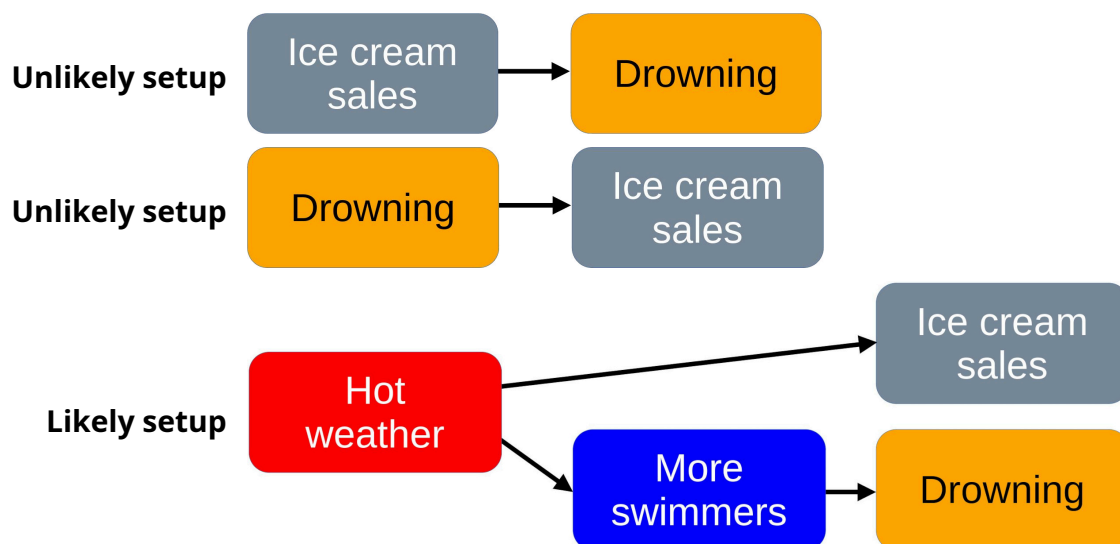 Unlikely setup
Ice cream
sales
Drowning
Unlikely setup
Drowning
Ice cream
sales
Likely setup
Hot
weather
Ice cream
sales
More
swimmers
Drowning